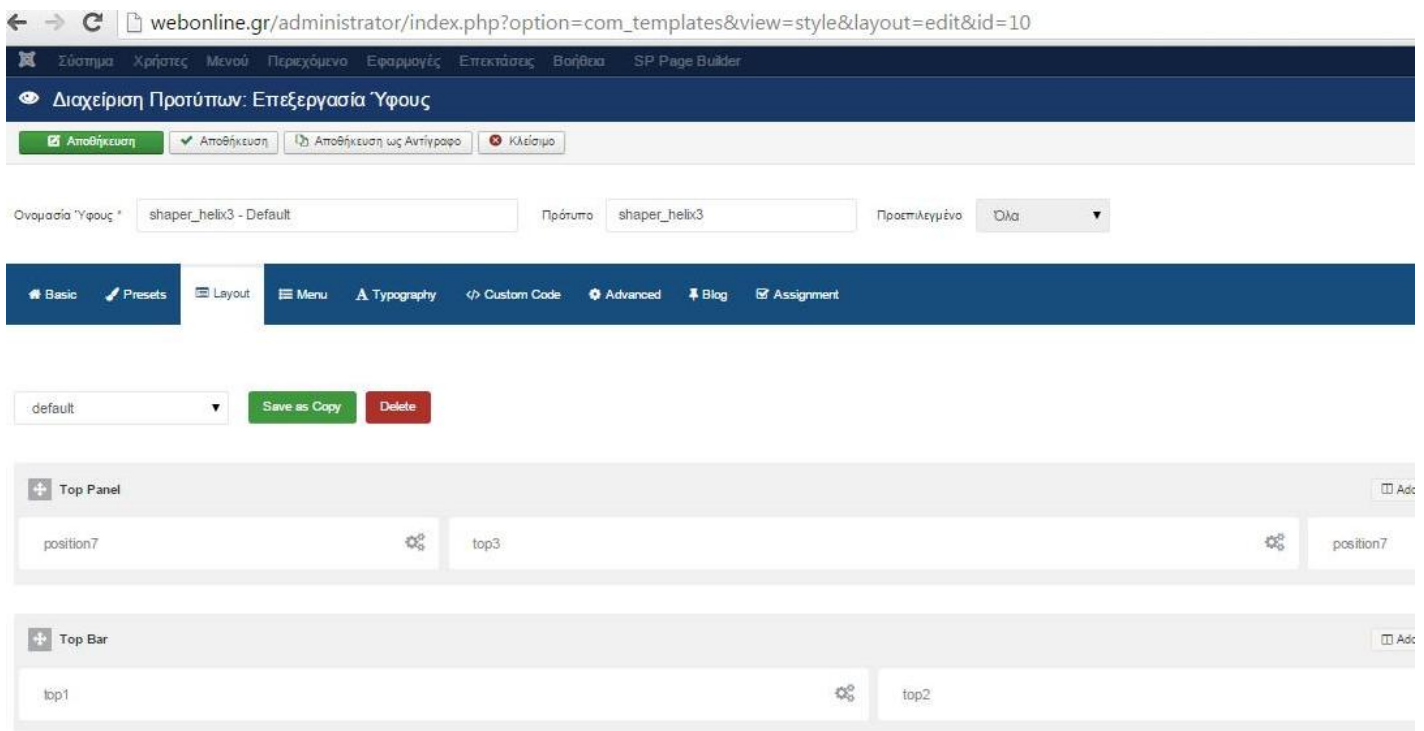 webonline.gr/administrator/index.php?option=com_templates&view=style&layout=edit&id=10
Σύστημα Χρήστες Μενού Περιεχόμενο Εφαρμογές Επεκτάσεις Βοήθεια SP Page Builder
Διαχείριση Προτύπων: Επεξεργασία Ύφους
Αποθήκευση Αποθήκευση Αποθήκευση ως Αντίγραφο Κλείσιμο
Ονομασία Ύφους * shaper_helix3 - Default Πρότυπο shaper_helix3 Προεπιλεγμένο Όλα
Basic Presets Layout Menu Typography Custom Code Advanced Blog Assignment
default Save as Copy Delete
Top Panel Add
position7 top3 position7
Top Bar Add
top1 top2